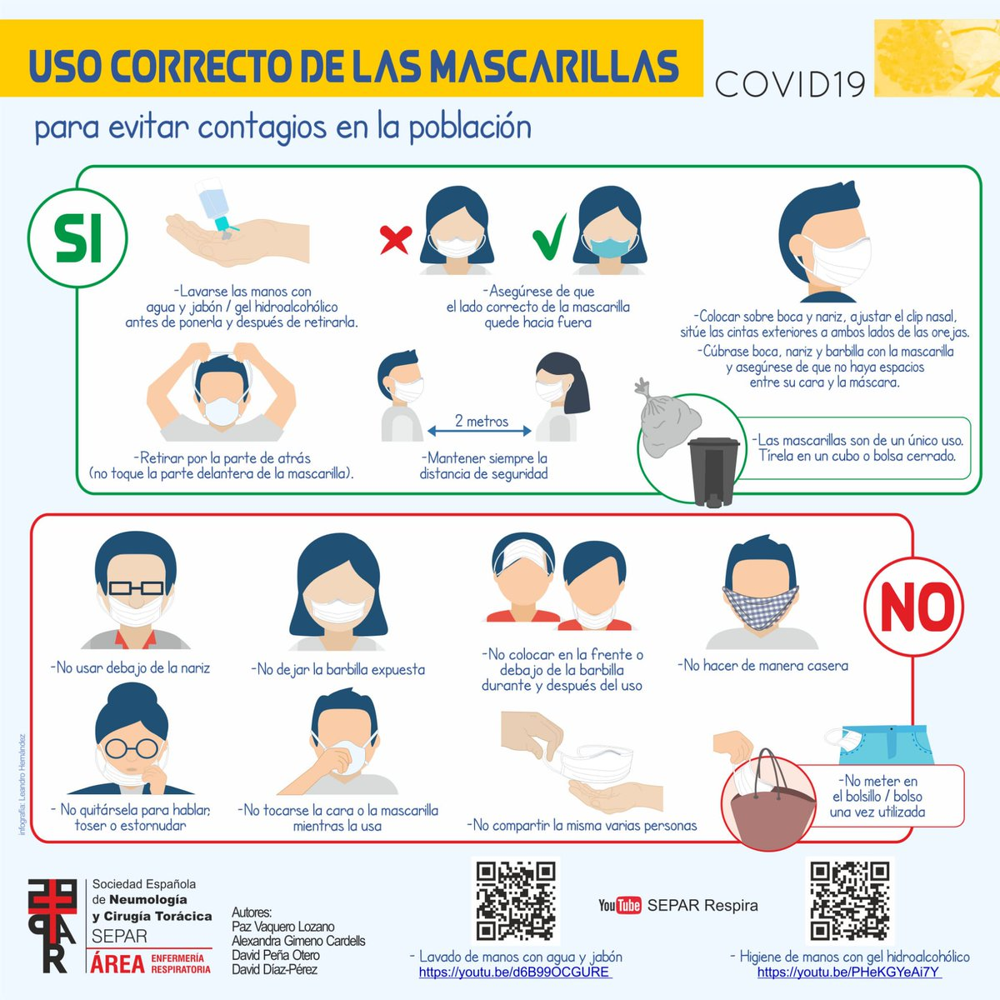 USO CORRECTO DE LAS MASCARILLAS
COVID19
para evitar contagios en la población
SI
-Lavarse las manos con
agua y jabón / gel hidroalcohólico
antes de ponerla y después de retirarla.
-Asegúrese de que
el lado correcto de la mascarilla
quede hacia fuera
-Colocar sobre boca y nariz, ajustar el clip nasal,
sitúe las cintas exteriores a ambos lados de las orejas.
-Cúbrase boca, nariz y barbilla con la mascarilla
y asegúrese de que no haya espacios
entre su cara y la máscara.
-Retirar por la parte de atrás
(no toque la parte delantera de la mascarilla).
2 metros
-Mantener siempre la
distancia de seguridad
-Las mascarillas son de un único uso.
Tírela en un cubo o bolsa cerrado.
NO
-No usar debajo de la nariz
-No dejar la barbilla expuesta
-No colocar en la frente o
debajo de la barbilla
durante y después del uso
-No hacer de manera casera
- No quitársela para hablar,
toser o estornudar
-No tocarse la cara o la mascarilla
mientras la usa
-No compartir la misma varias personas
-No meter en
el bolsillo / bolso
una vez utilizada
infografía: Leandro Hernández
SEPAR
Sociedad Española
de Neumología
y Cirugía Torácica
SEPAR
ÁREA ENFERMERÍA
RESPIRATORIA
Autores:
Paz Vaquero Lozano
Alexandra Gimeno Cardells
David Peña Otero
David Díaz-Pérez
YouTube SEPAR Respira
- Lavado de manos con agua y jabón
https://youtu.be/d6B99OCGURE
- Higiene de manos con gel hidroalcohólico
https://youtu.be/PHeKGYeAi7Y